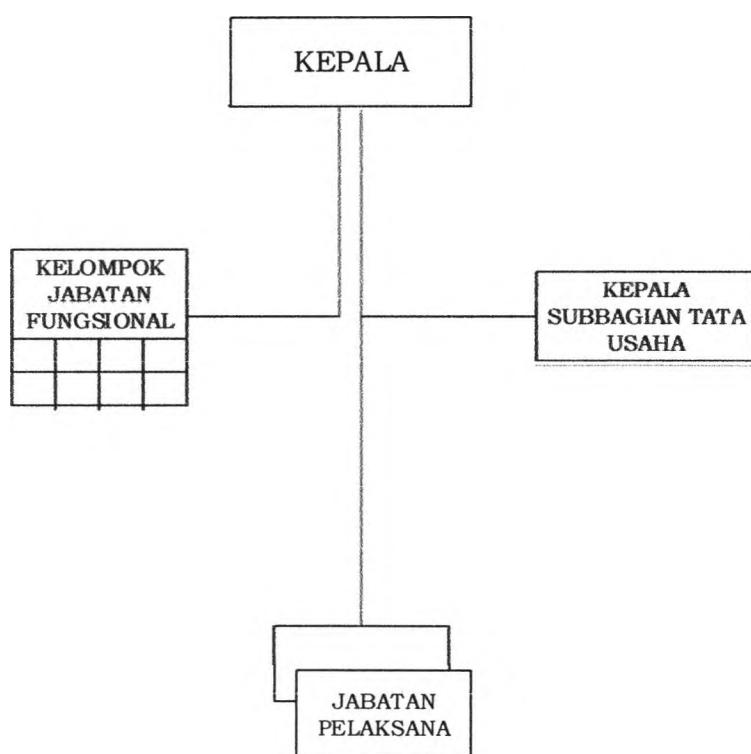 KEPALA
KELOMPOK
JABATAN
FUNGSIONAL
KEPALA
SUBBAGIAN TATA
USAHA
JABATAN
PELAKSANA